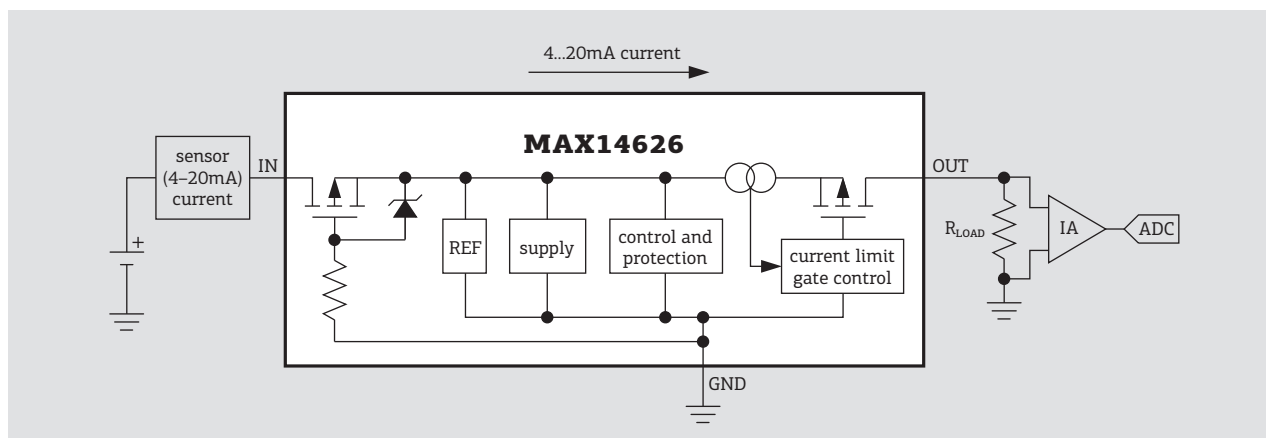 4...20mA current
MAX14626
sensor
(4–20mA)
current
IN
OUT
+
REF
supply
control and
protection
current limit
gate control
R_LOAD
IA
ADC
GND